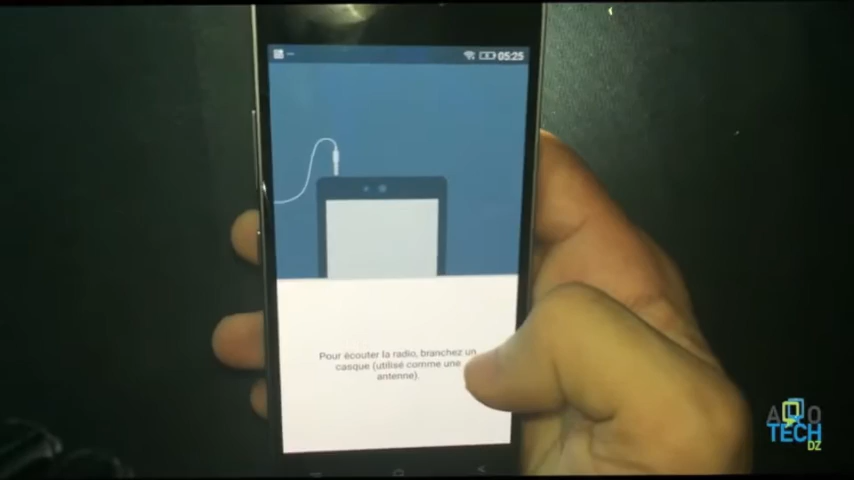 05:25
Pour écouter la radio, branchez un
casque (utilisé comme une
antenne).
TECH
DZ